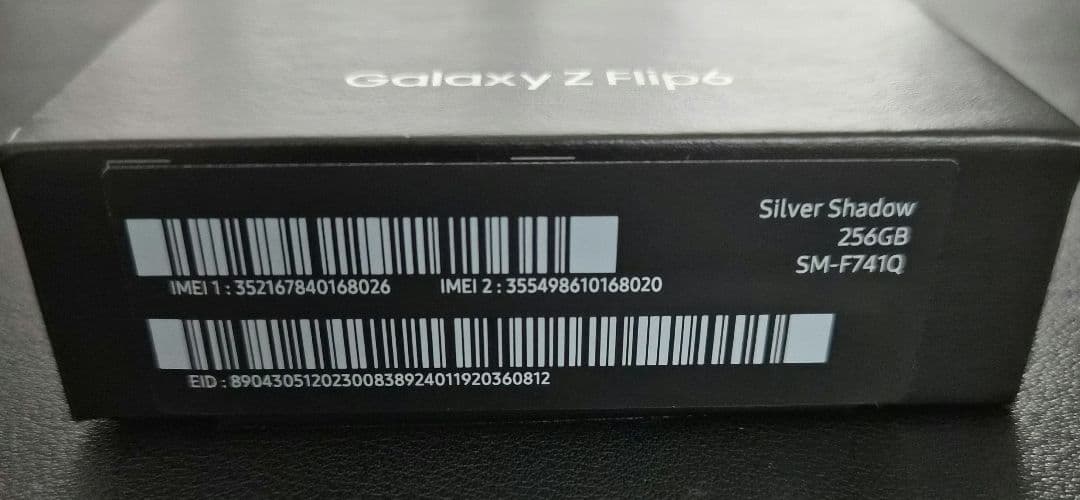 Galaxy Z Flip6
Silver Shadow
256GB
SM-F741Q
IMEI 1 : 352167840168026 IMEI 2 : 355498610168020
EID : 89043051202300838924011920360812